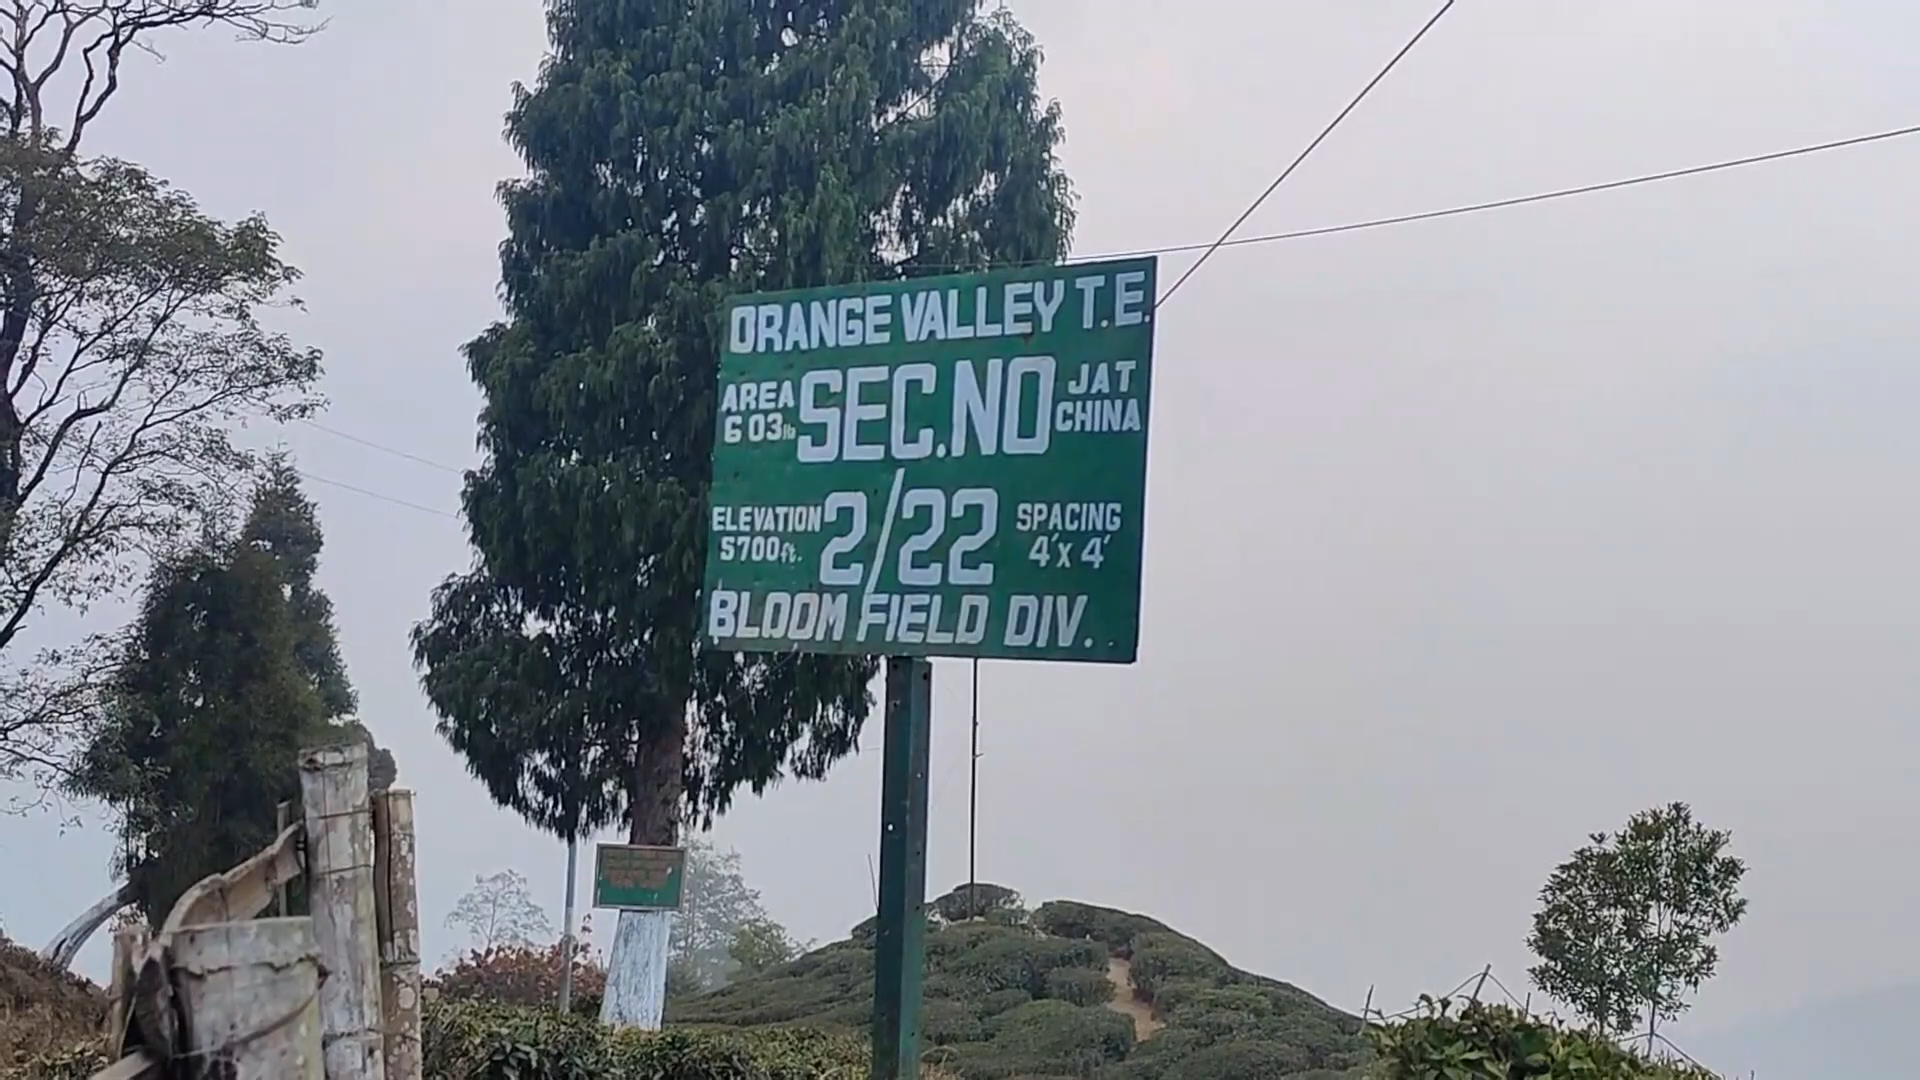 ORANGE VALLEY T.E.
AREA
6 03
SEC.NO
JAT
CHINA
ELEVATION
5700ft.
2/22
SPACING
4'x 4'
BLOOM FIELD DIV.